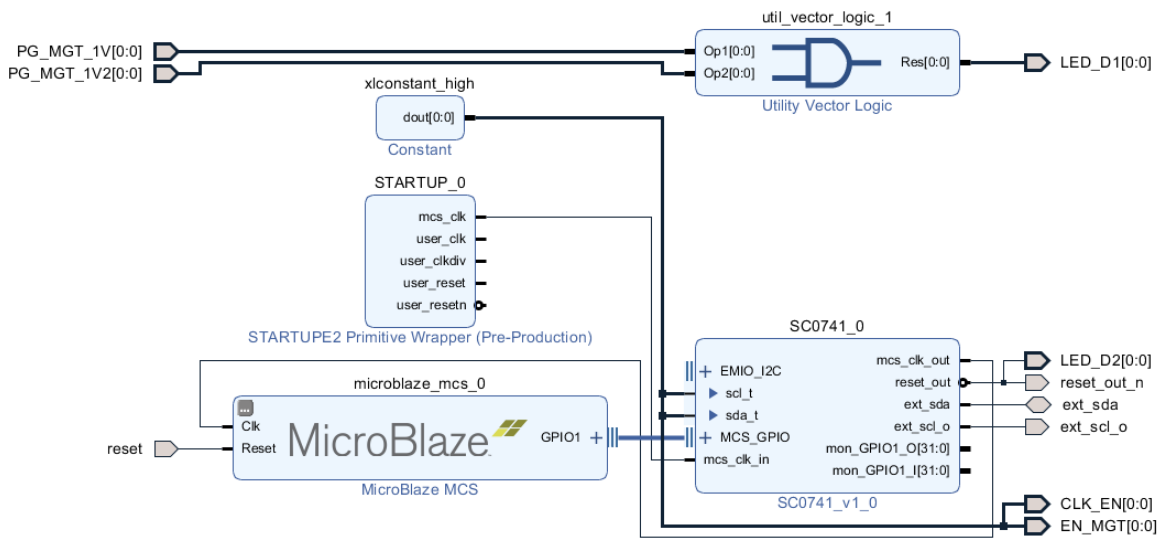 util_vector_logic_1
PG_MGT_1V[0:0]
PG_MGT_1V2[0:0]
Op1[0:0]
Op2[0:0]
Res[0:0]
LED_D1[0:0]
Utility Vector Logic
xlconstant_high
dout[0:0]
Constant
STARTUP_0
mcs_clk
user_clk
user_clkdiv
user_reset
user_resetn
STARTUPE2 Primitive Wrapper (Pre-Production)
SC0741_0
EMIO_I2C
scl_t
sda_t
MCS_GPIO
mcs_clk_in
mcs_clk_out
reset_out
ext_sda
ext_scl_o
mon_GPIO1_O[31:0]
mon_GPIO1_I[31:0]
SC0741_v1_0
LED_D2[0:0]
reset_out_n
ext_sda
ext_scl_o
microblaze_mcs_0
reset
Clk
Reset
MicroBlaze
GPIO1
MicroBlaze MCS
CLK_EN[0:0]
EN_MGT[0:0]